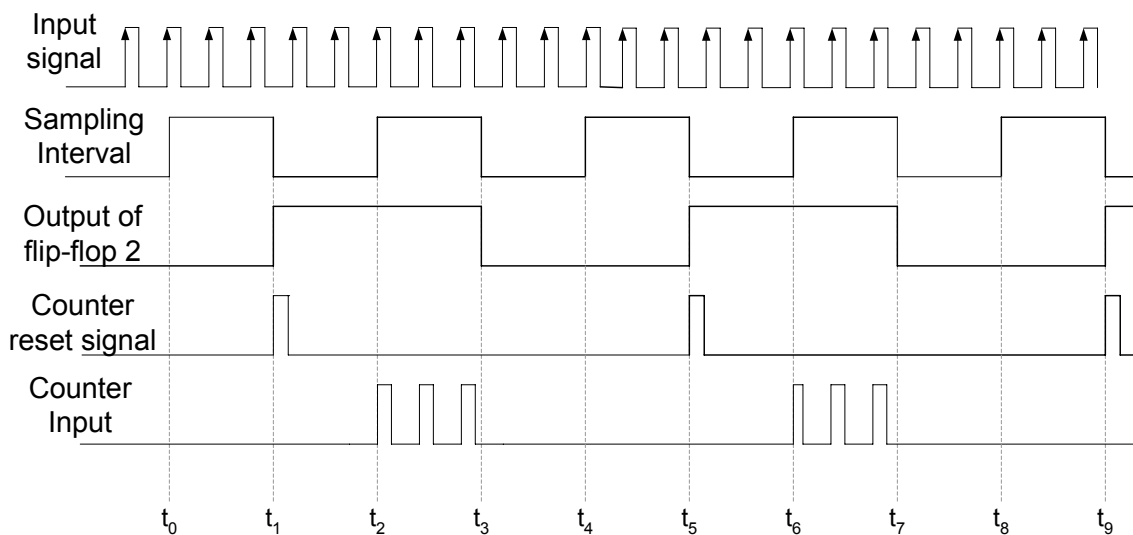 Input
signal
Sampling
Interval
Output of
flip-flop 2
Counter
reset signal
Counter
Input
t0 t1 t2 t3 t4 t5 t6 t7 t8 t9